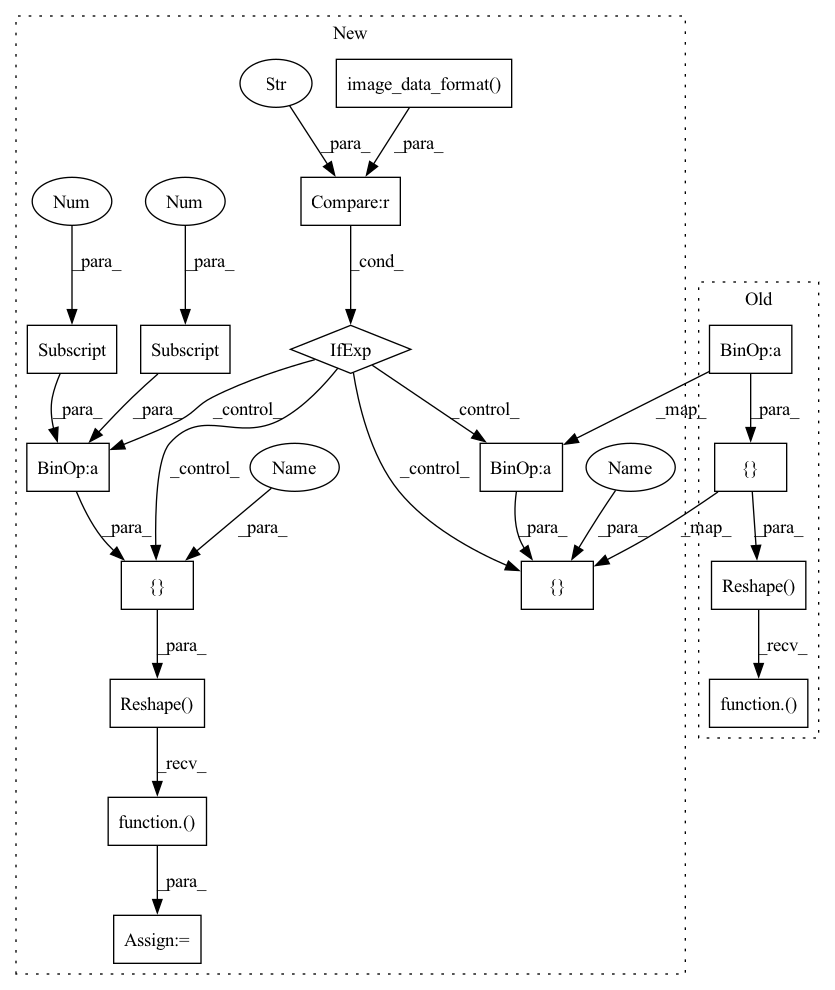 New
Str
image_data_format()
_para_
_para_
Num
Num
Compare:r
_para_
_para_
_cond_
Old
Subscript
Subscript
IfExp
BinOp:a
_para_
_para_
_control_
_control_
_map_
_para_
BinOp:a
Name
BinOp:a
Name
{}
_control_
_control_
_para_
_para_
_para_
_para_
_map_
_para_
{}
{}
Reshape()
_para_
_recv_
Reshape()
function.()
_recv_
function.()
_para_
Assign:=